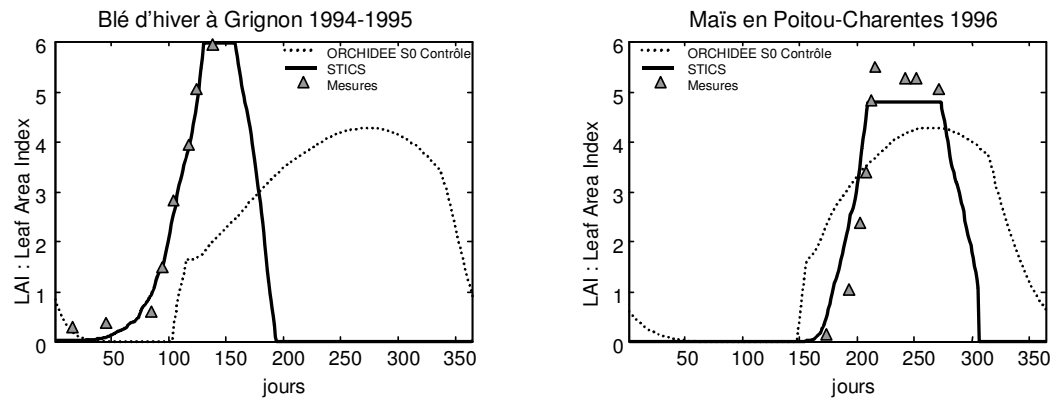 Blé d'hiver à Grignon 1994-1995
ORCHIDEE S0 Contrôle
STICS
Mesures
LAI : Leaf Area Index
6
5
4
3
2
1
0
50 100 150 200 250 300 350
jours
Maïs en Poitou-Charentes 1996
ORCHIDEE S0 Contrôle
STICS
Mesures
LAI : Leaf Area Index
6
5
4
3
2
1
0
50 100 150 200 250 300 350
jours